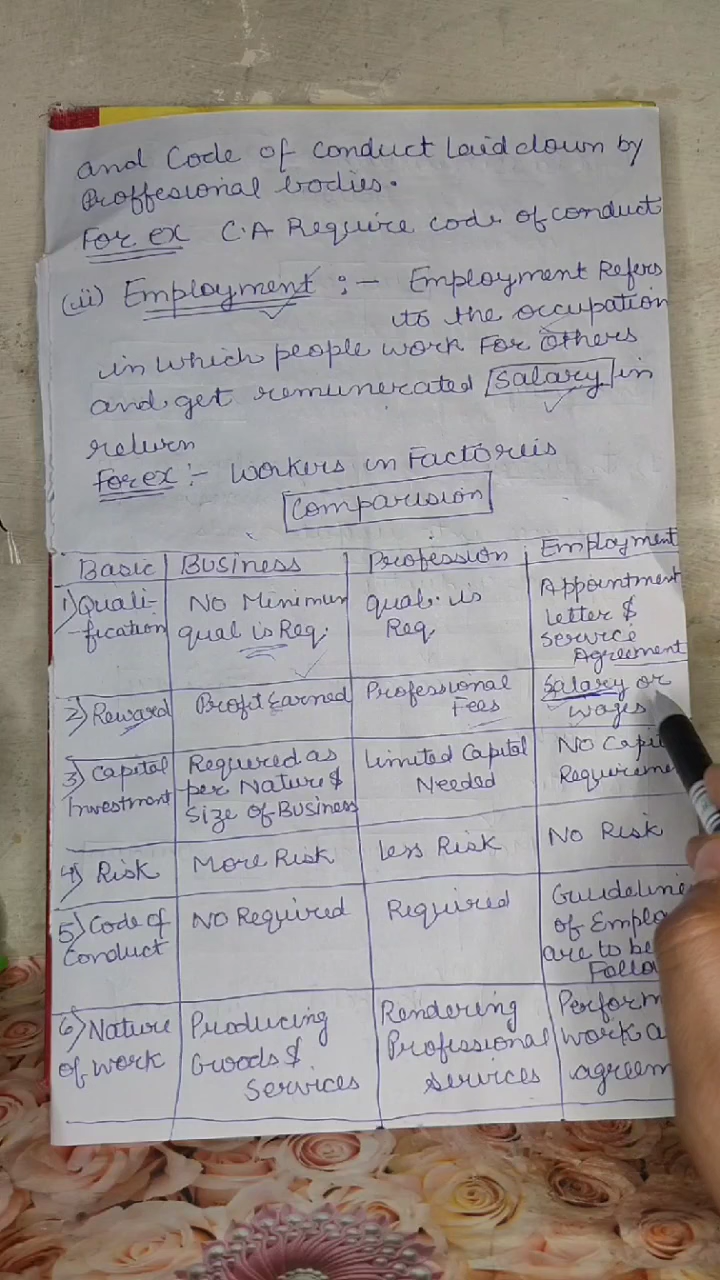 and Code of Conduct Laid down by
Proffesional bodies.
For ex C.A Require code of conduct
(iii) Employment :- Employment Refers
to the occupation
in which people work For others
and get remunerated salary in
return
For ex :- Workers in Factoreis
Comparision
Basic Business Profession Employment
1) Quali-
fication
NO Minimum
qual is Req.
qual. is
Req
Appointment
letter &
Service
Agreement
2) Reward
Profit Earned
Professional
Fees
Salary or
wages
3) Capital
Investment
Required as
per Nature &
Size of Business
Limited Capital
Needed
NO Capi
Requireme
4) Risk
More Risk
less Risk
NO Risk
5) Code of
Conduct
NO Required
Required
Guideline
of Emplo
are to be
Follo
6) Nature
of work
Producing
Goods &
Services
Rendering
Professional
services
Perform
work a
agreem